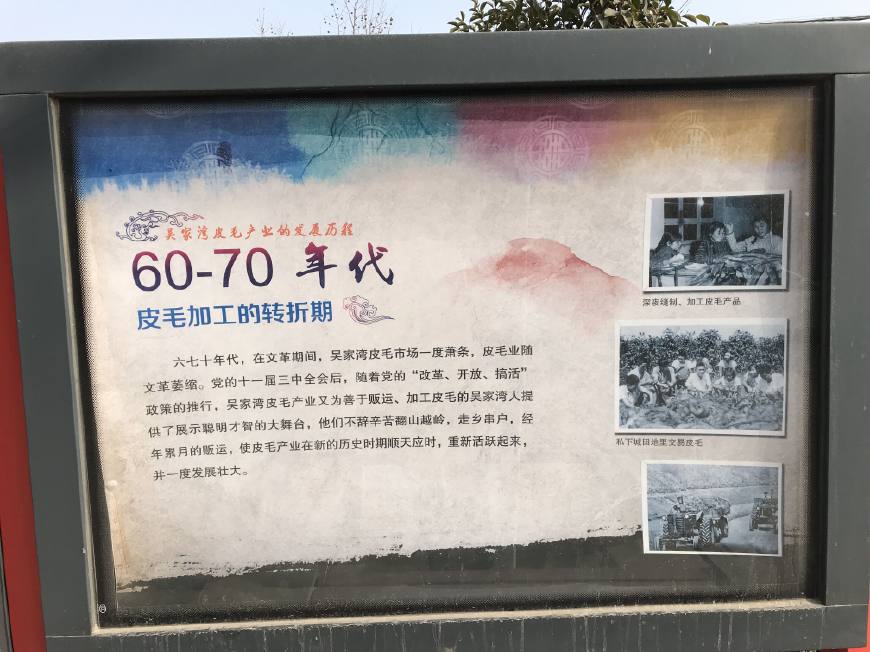 吴家湾皮毛产业的发展历程
60-70 年代
皮毛加工的转折期
六七十年代，在文革期间，吴家湾皮毛市场一度萧条，皮毛业随
文革萎缩。党的十一届三中全会后，随着党的“改革、开放、搞活”
政策的推行，吴家湾皮毛产业又为善于贩运、加工皮毛的吴家湾人提
供了展示聪明才智的大舞台，他们不辞辛苦翻山越岭，走乡串户，经
年累月的贩运，使皮毛产业在新的历史时期顺天应时，重新活跃起来，
并一度发展壮大。
深夜缝制、加工皮毛产品
私下城田地里交易皮毛